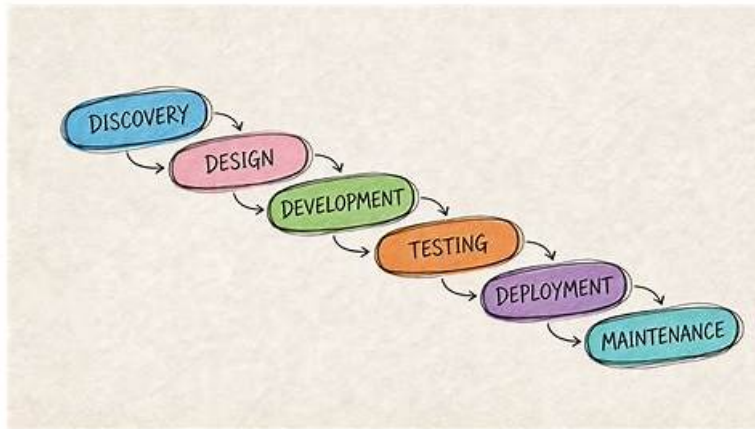 DISCOVERY
DESIGN
DEVELOPMENT
TESTING
DEPLOYMENT
MAINTENANCE